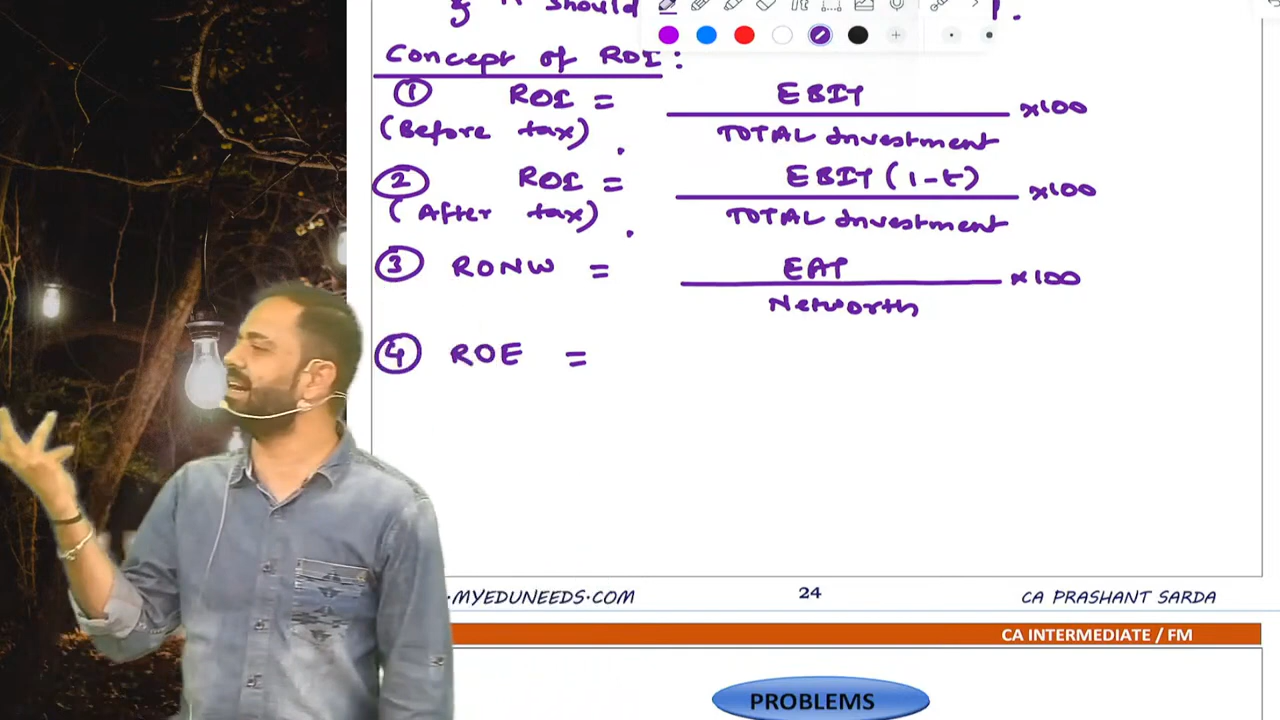 should
Concept of ROI :
① ROI = EBIT / TOTAL Investment ×100
(Before tax).
② ROI = EBIT (1-t) / TOTAL Investment ×100
(After tax).
③ RONW = EAT / Networth ×100
④ ROE =
.MYEDUNEEDS.COM 24 CA PRASHANT SARDA
CA INTERMEDIATE / FM
PROBLEMS